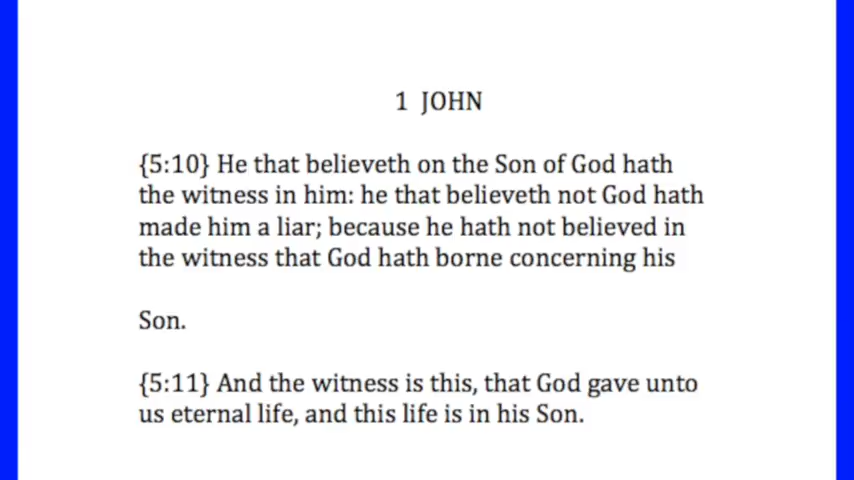 1 JOHN
{5:10} He that believeth on the Son of God hath
the witness in him: he that believeth not God hath
made him a liar; because he hath not believed in
the witness that God hath borne concerning his
Son.
{5:11} And the witness is this, that God gave unto
us eternal life, and this life is in his Son.